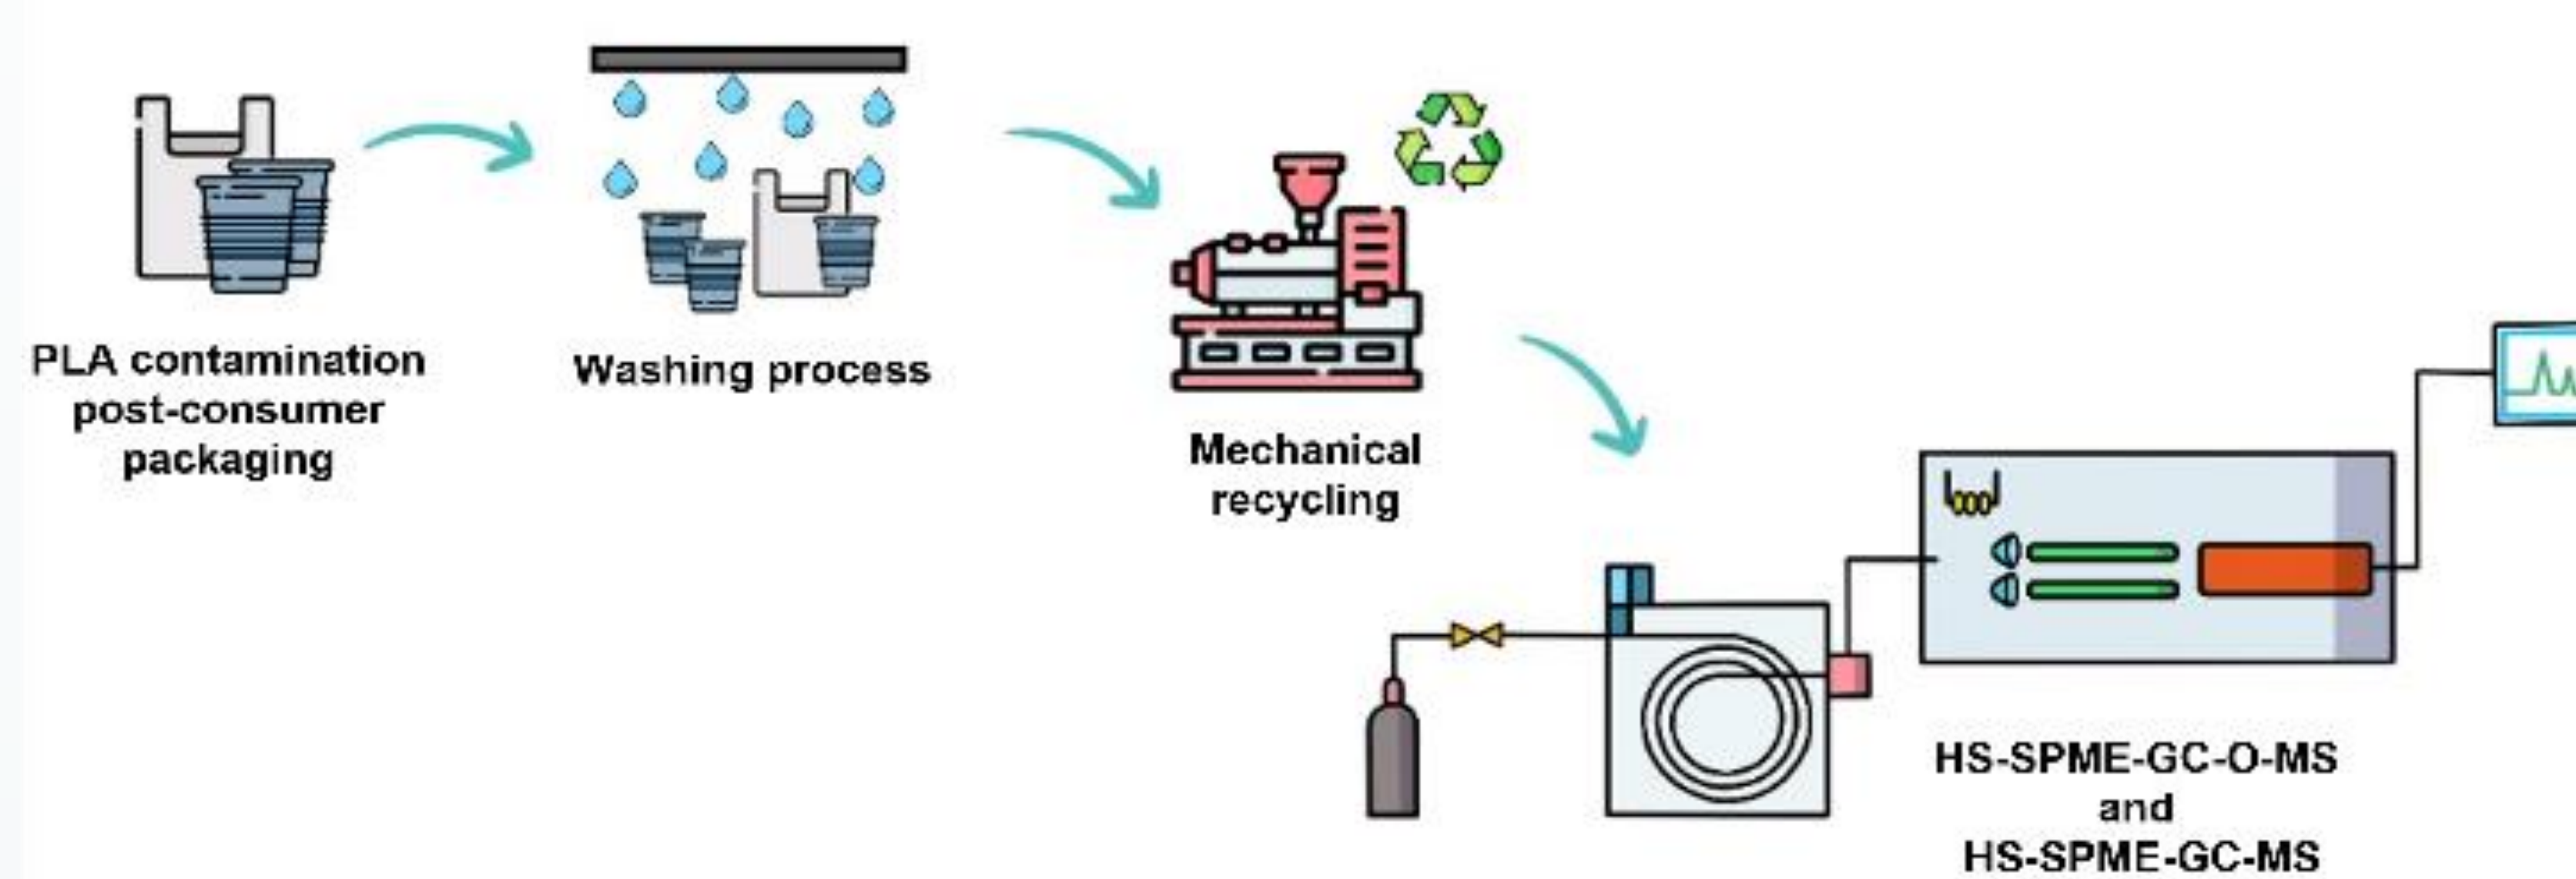 PLA contamination
post-consumer
packaging
Washing process
Mechanical
recycling
HS-SPME-GC-O-MS
and
HS-SPME-GC-MS